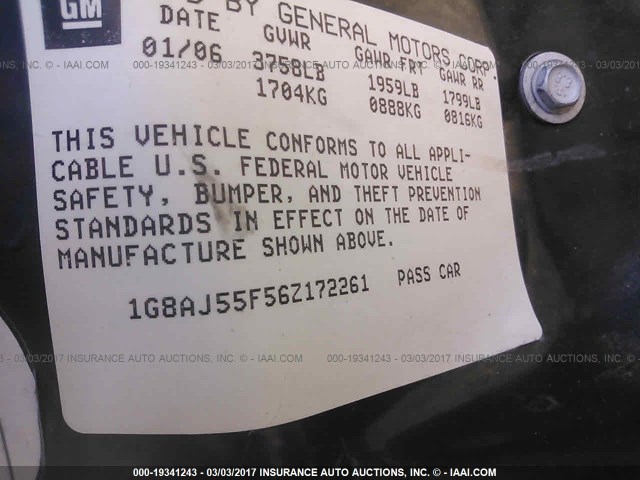 GM
BY GENERAL MOTORS CORP.
DATE GVWR GAWR FRT GAWR RR
01/06 3758LB 1959LB 1799LB
1704KG 0888KG 0816KG
THIS VEHICLE CONFORMS TO ALL APPLI-
CABLE U.S. FEDERAL MOTOR VEHICLE
SAFETY, BUMPER, AND THEFT PREVENTION
STANDARDS IN EFFECT ON THE DATE OF
MANUFACTURE SHOWN ABOVE.
1G8AJ55F56Z172261 PASS CAR
000-19341243 - 03/03/2017 INSURANCE AUTO AUCTIONS - © - IAAI.COM